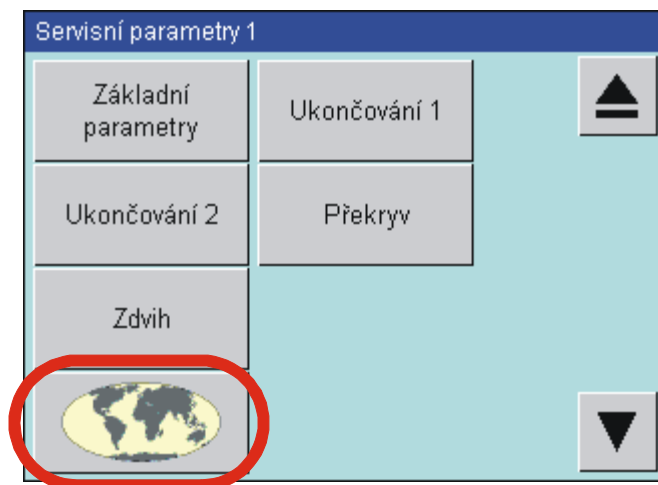 Servisní parametry 1
Základní
parametry
Ukončování 1
Ukončování 2
Překryv
Zdvih